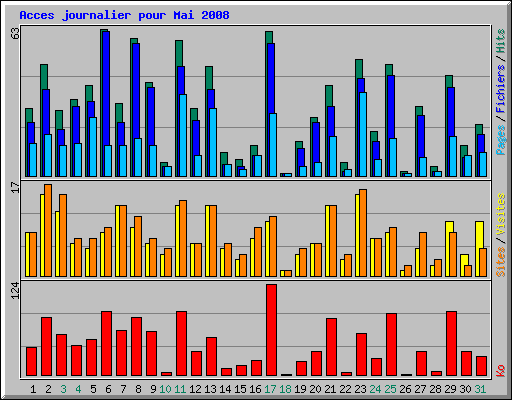 Acces journalier pour Mai 2008
63
Pages / Fichiers / Hits
17
Sites / Visites
124
Ko
1 2 3 4 5 6 7 8 9 10 11 12 13 14 15 16 17 18 19 20 21 22 23 24 25 26 27 28 29 30 31